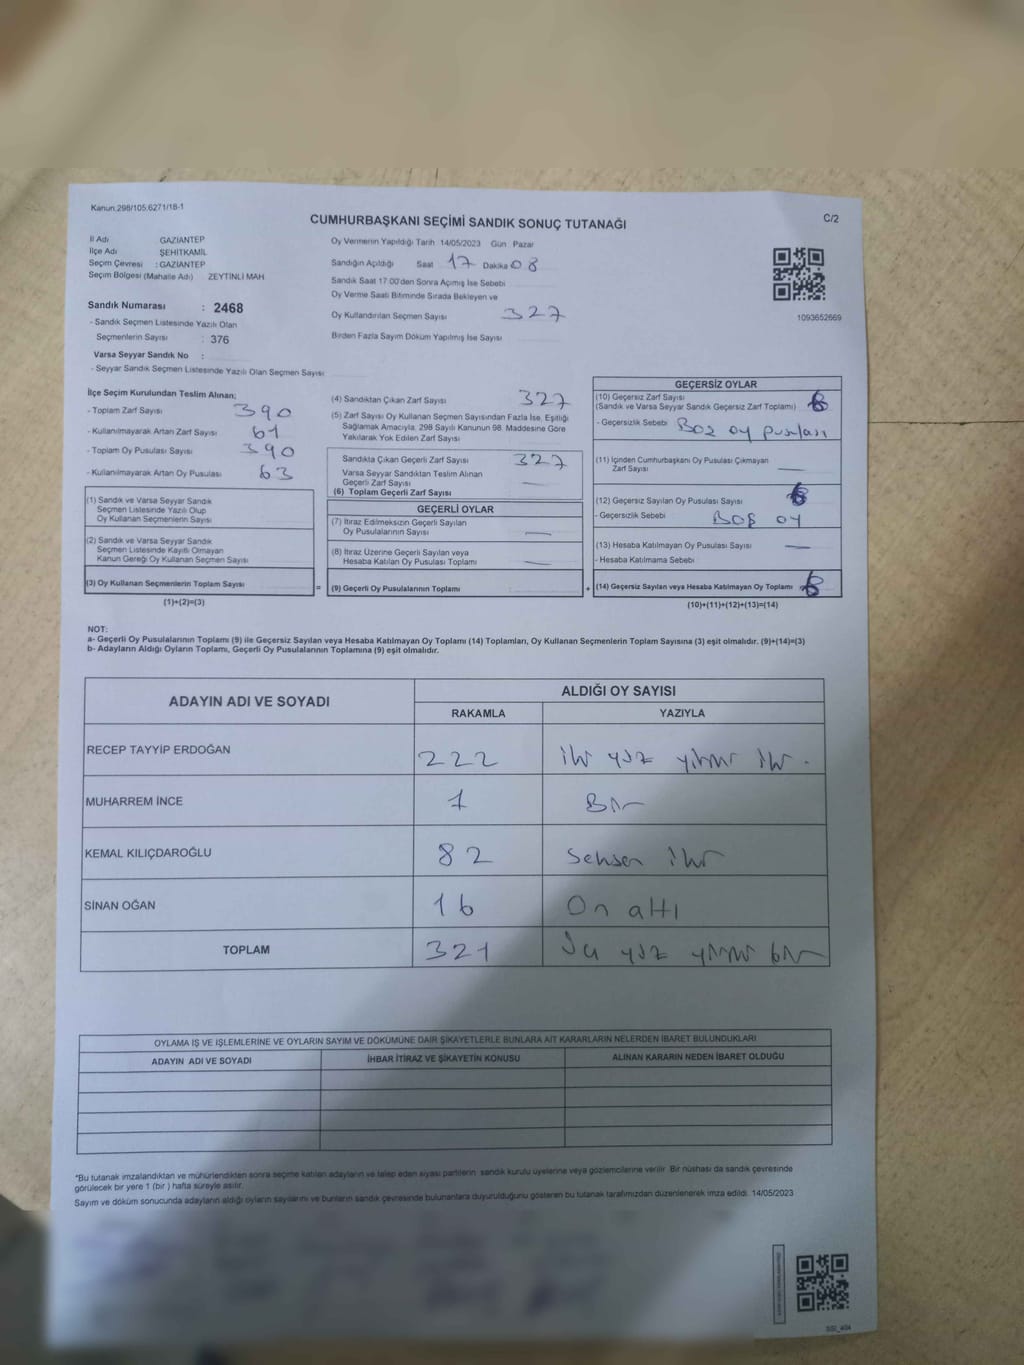 Kanun:298/105.6271/18-1
CUMHURBAŞKANI SEÇİMİ SANDIK SONUÇ TUTANAĞI
C/2
İl Adı GAZİANTEP
İlçe Adı ŞEHİTKAMİL
Seçim Çevresi : GAZİANTEP
Seçim Bölgesi (Mahalle Adı) ZEYTİNLİ MAH
Sandık Numarası : 2468
- Sandık Seçmen Listesinde Yazılı Olan
Seçmenlerin Sayısı : 376
Varsa Seyyar Sandık No :
- Seyyar Sandık Seçmen Listesinde Yazılı Olan Seçmen Sayısı
Oy Vermenin Yapıldığı Tarih 14/05/2023 Gün Pazar
Sandığın Açıldığı Saat 17 Dakika 08
Sandık Saat 17:00'den Sonra Açımış İse Sebebi
Oy Verme Saati Bitiminde Sırada Bekleyen ve
Oy Kullandırılan Seçmen Sayısı 327
Birden Fazla Sayım Döküm Yapılmış İse Sayısı
1093652669
İlçe Seçim Kurulundan Teslim Alınan;
- Toplam Zarf Sayısı 390
- Kullanılmayarak Artan Zarf Sayısı 61
- Toplam Oy Pusulası Sayısı 390
- Kullanılmayarak Artan Oy Pusulası 63
(1) Sandık ve Varsa Seyyar Sandık
Seçmen Listesinde Yazılı Olup
Oy Kullanan Seçmenlerin Sayısı
(2) Sandık ve Varsa Seyyar Sandık
Seçmen Listesinde Kayıtlı Olmayan
Kanun Gereği Oy Kullanan Seçmen Sayısı
(3) Oy Kullanan Seçmenlerin Toplam Sayısı =
(1)+(2)=(3)
(4) Sandıktan Çıkan Zarf Sayısı 327
(5) Zarf Sayısı Oy Kullanan Seçmen Sayısından Fazla İse, Eşitliği
Sağlamak Amacıyla, 298 Sayılı Kanunun 98. Maddesine Göre
Yakılarak Yok Edilen Zarf Sayısı
Sandıkta Çıkan Geçerli Zarf Sayısı 327
Varsa Seyyar Sandıktan Teslim Alınan
Geçerli Zarf Sayısı —
(6) Toplam Geçerli Zarf Sayısı
GEÇERLİ OYLAR
(7) İtiraz Edilmeksizin Geçerli Sayılan
Oy Pusulalarının Sayısı —
(8) İtiraz Üzerine Geçerli Sayılan veya
Hesaba Katılan Oy Pusulası Toplamı —
(9) Geçerli Oy Pusulalarının Toplamı +
GEÇERSİZ OYLAR
(10) Geçersiz Zarf Sayısı
(Sandık ve Varsa Seyyar Sandık Geçersiz Zarf Toplamı)
- Geçersizlik Sebebi Boz oy pusulası
(11) İçinden Cumhurbaşkanı Oy Pusulası Çıkmayan
Zarf Sayısı —
(12) Geçersiz Sayılan Oy Pusulası Sayısı
- Geçersizlik Sebebi Boş oy
(13) Hesaba Katılmayan Oy Pusulası Sayısı —
- Hesaba Katılmama Sebebi
(14) Geçersiz Sayılan veya Hesaba Katılmayan Oy Toplamı
(10)+(11)+(12)+(13)=(14)
NOT:
a- Geçerli Oy Pusulalarının Toplamı (9) ile Geçersiz Sayılan veya Hesaba Katılmayan Oy Toplamı (14) Toplamları, Oy Kullanan Seçmenlerin Toplam Sayısına (3) eşit olmalıdır. (9)+(14)=(3)
b- Adayların Aldığı Oyların Toplamı, Geçerli Oy Pusulalarının Toplamına (9) eşit olmalıdır.
ADAYIN ADI VE SOYADI
ALDIĞI OY SAYISI
RAKAMLA YAZIYLA
RECEP TAYYİP ERDOĞAN 222 iki yüz yirmi iki.
MUHARREM İNCE 1 Bir
KEMAL KILIÇDAROĞLU 82 Seksen iki
SİNAN OĞAN 16 On altı
TOPLAM 321 Üç yüz yirmi bir
OYLAMA İŞ VE İŞLEMLERİNE VE OYLARIN SAYIM VE DÖKÜMÜNE DAİR ŞİKAYETLERLE BUNLARA AİT KARARLARIN NELERDEN İBARET BULUNDUKLARI
ADAYIN ADI VE SOYADI İHBAR İTİRAZ VE ŞİKAYETİN KONUSU ALINAN KARARIN NEDEN İBARET OLDUĞU
*Bu tutanak imzalandıktan ve mühürlendikten sonra seçime katılan adayların ve talep eden siyasi partilerin sandık kurulu üyelerine veya gözlemcilerine verilir. Bir nüshası da sandık çevresinde
görülecek bir yere 1 (bir ) hafta süreyle asılır.
Sayım ve döküm sonucunda adayların aldığı oyların sayılarını ve bunların sandık çevresinde bulunanlara duyurulduğunu gösteren bu tutanak tarafımızdan düzenlenerek imza edildi. 14/05/2023